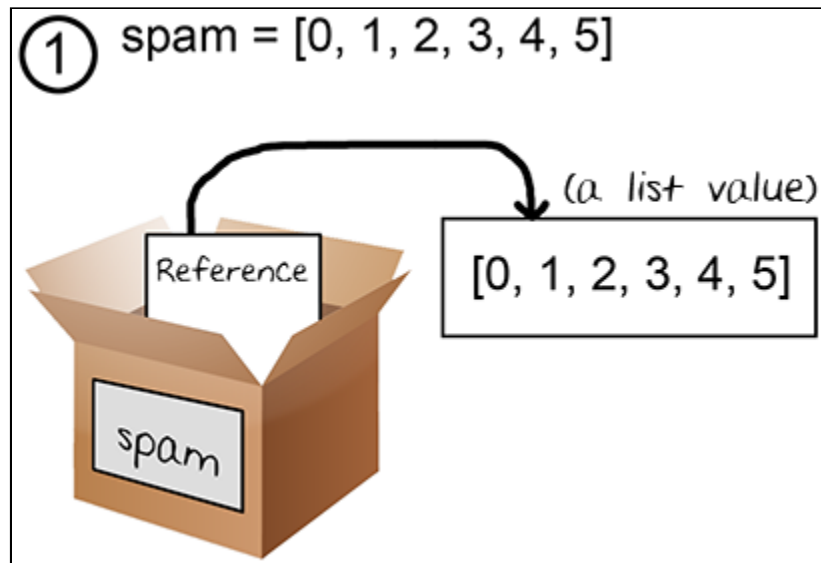 ① spam = [0, 1, 2, 3, 4, 5]
(a list value)
Reference
[0, 1, 2, 3, 4, 5]
spam